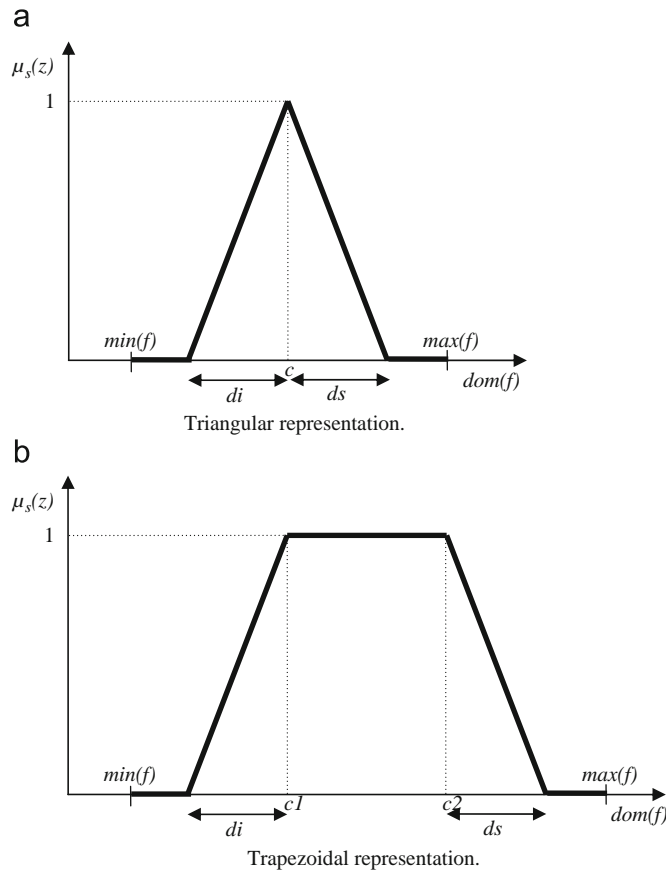 a
µs(z)
1
min(f)
max(f)
c
dom(f)
di
ds
Triangular representation.
b
µs(z)
1
min(f)
max(f)
c1
c2
dom(f)
di
ds
Trapezoidal representation.